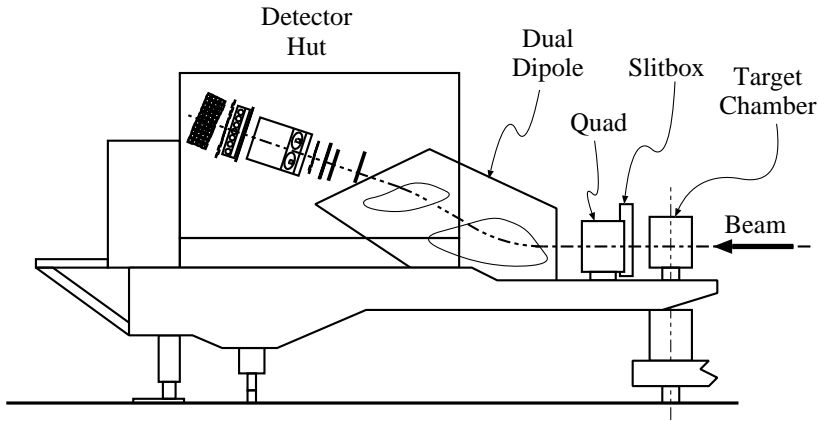 Detector
Hut
Dual
Dipole
Slitbox
Target
Chamber
Quad
Beam